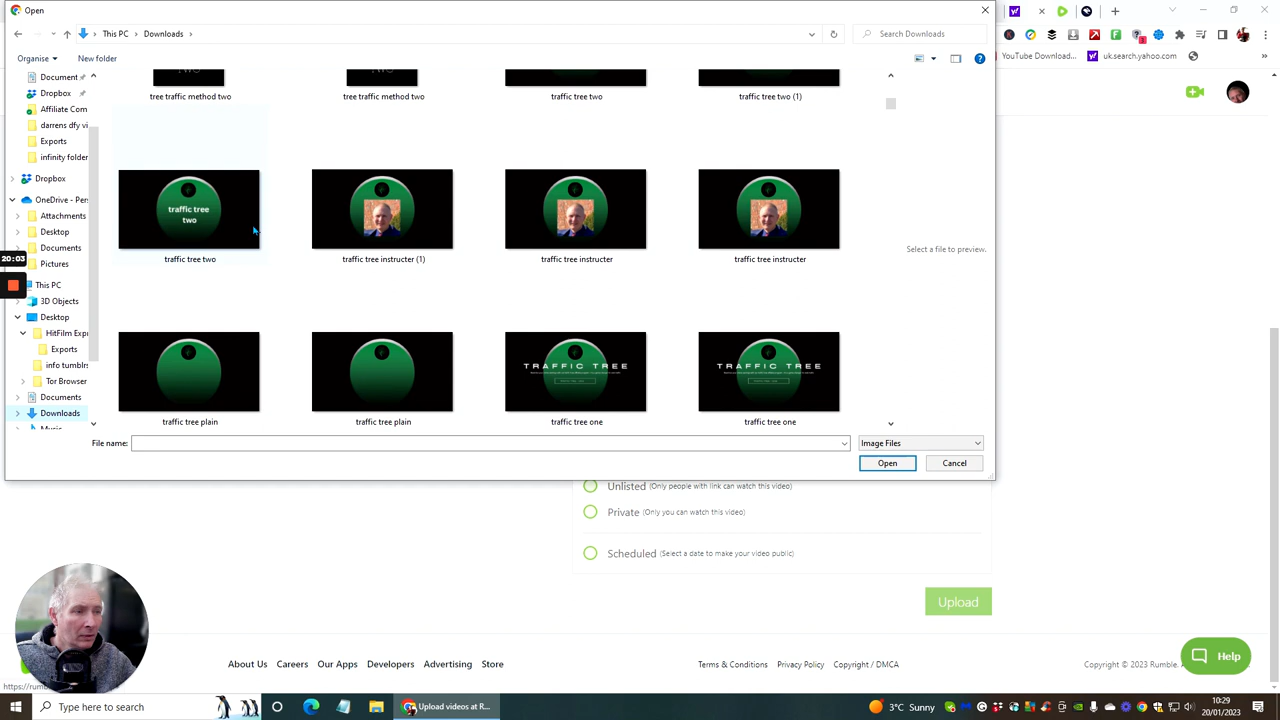 Open
This PC
Downloads
Search Downloads
YouTube Download...
uk.search.yahoo.com
Organise
New folder
Document
Dropbox
Affiliate Com
darrens dfy vi
Exports
infinity folder
Dropbox
OneDrive - Pers
Attachments
Desktop
Documents
Pictures
This PC
3D Objects
Desktop
HitFilm Expr
Exports
info tumblrs
Tor Browser
Documents
Downloads
Music
20:03
tree traffic method two
tree traffic method two
traffic tree two
traffic tree two (1)
traffic tree
two
traffic tree two
traffic tree instructer (1)
traffic tree instructer
traffic tree instructer
TRAFFIC TREE
TRAFFIC TREE
traffic tree plain
traffic tree plain
traffic tree one
traffic tree one
Select a file to preview.
File name:
Image Files
Open
Cancel
Unlisted (Only people with link can watch this video)
Private (Only you can watch this video)
Scheduled (Select a date to make your video public)
Upload
About Us
Careers
Our Apps
Developers
Advertising
Store
Terms & Conditions
Privacy Policy
Copyright / DMCA
Copyright © 2023 Rumble.
Help
Type here to search
Upload videos at R...
3°C Sunny
10:29
20/01/2023